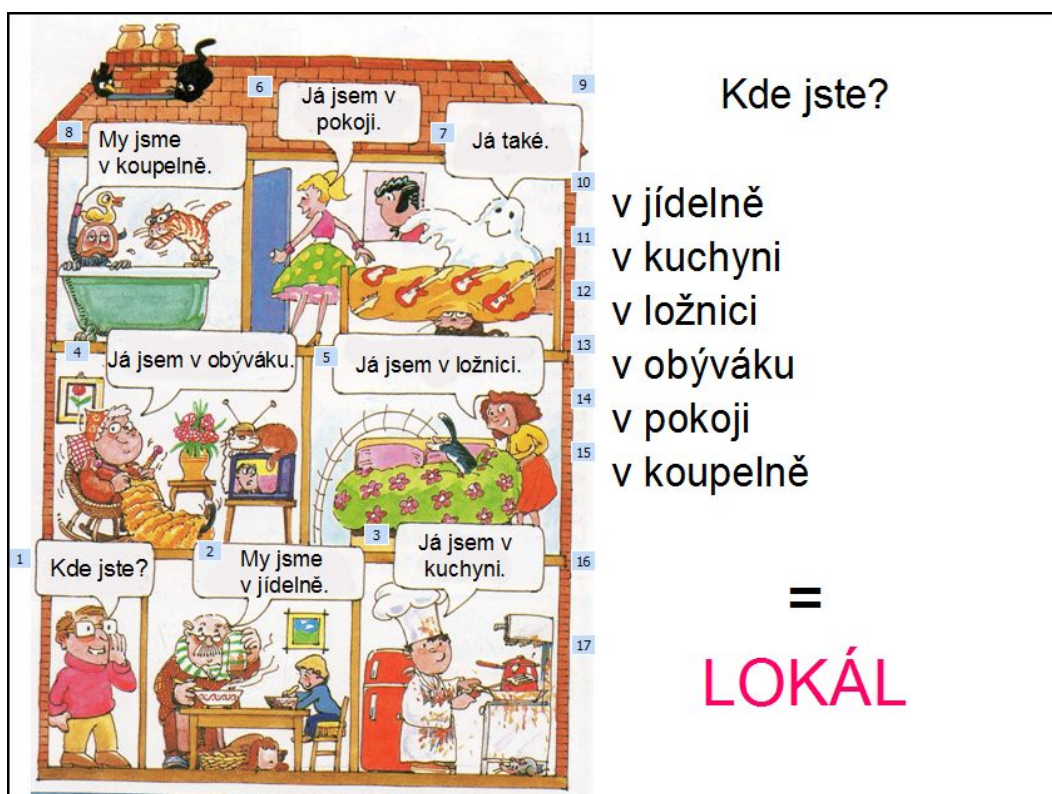 1
Kde jste?
2
My jsme
v jídelně.
3
Já jsem v
kuchyni.
4
Já jsem v obýváku.
5
Já jsem v ložnici.
6
Já jsem v
pokoji.
7
Já také.
8
My jsme
v koupelně.
9
Kde jste?
10
v jídelně
11
v kuchyni
12
v ložnici
13
v obýváku
14
v pokoji
15
v koupelně
16
=
17
LOKÁL